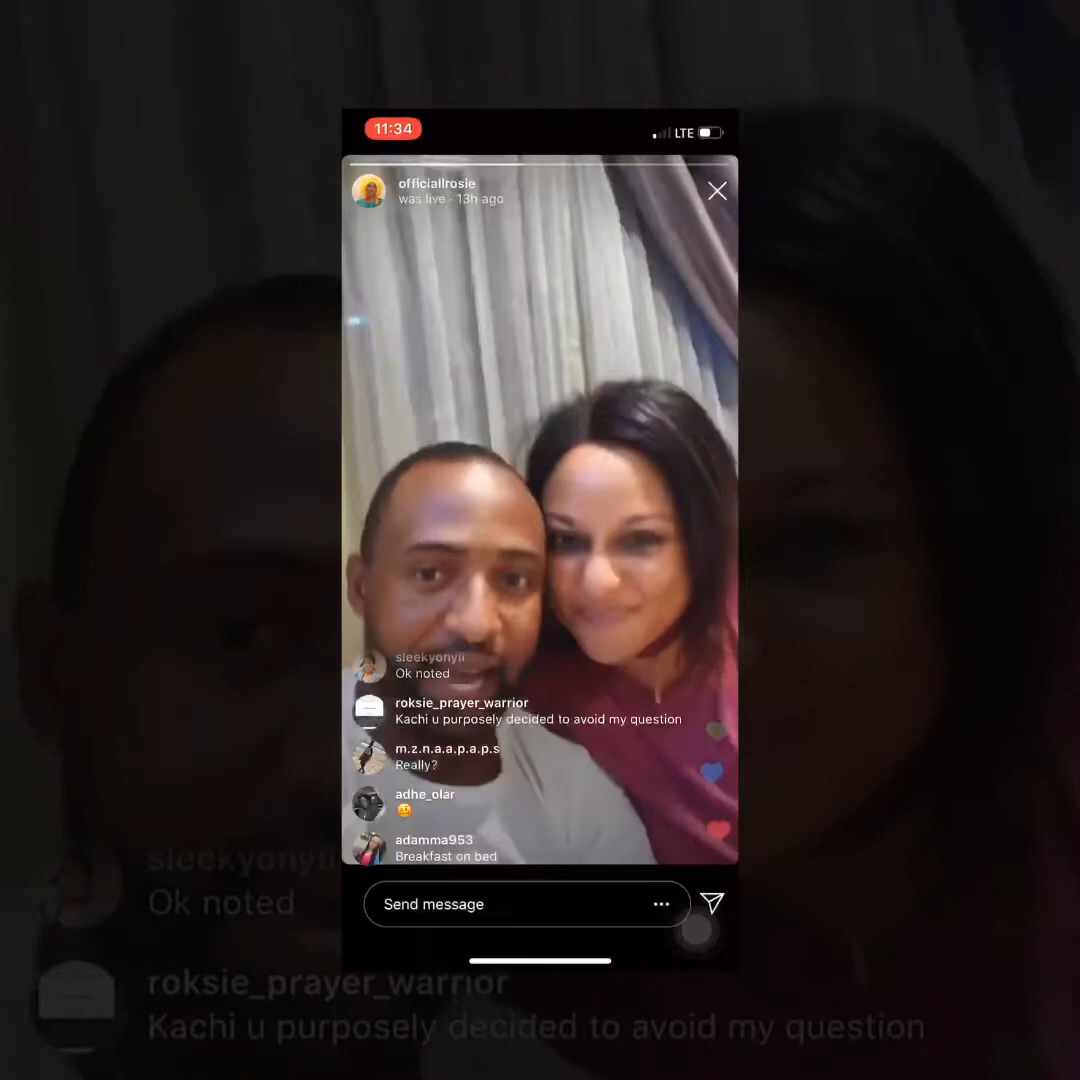 11:34
LTE
officiallrosie
was live · 13h ago
sleekyonyii
Ok noted
roksie_prayer_warrior
Kachi u purposely decided to avoid my question
m.z.n.a.a.p.a.p.s
Really?
adhe_olar
🥴
adamma953
Breakfast on bed
Send message
sleekyonyii
Ok noted
roksie_prayer_warrior
Kachi u purposely decided to avoid my question